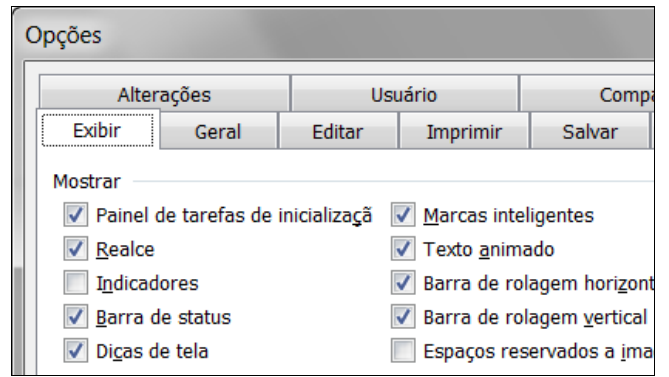 Opções
Alterações Usuário
Exibir Geral Editar Imprimir Salvar
Mostrar
Painel de tarefas de inicializaçã Marcas inteligentes
Realce Texto animado
Indicadores Barra de rolagem horizont
Barra de status Barra de rolagem vertical
Dicas de tela Espaços reservados a ima